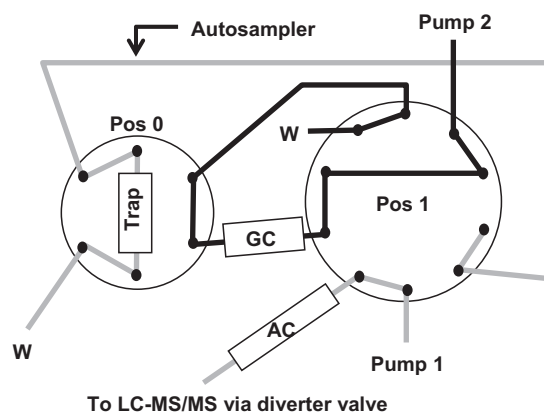 Pump 2
Autosampler
Pos 0
W
Trap
Pos 1
GC
W
AC
Pump 1
To LC-MS/MS via diverter valve